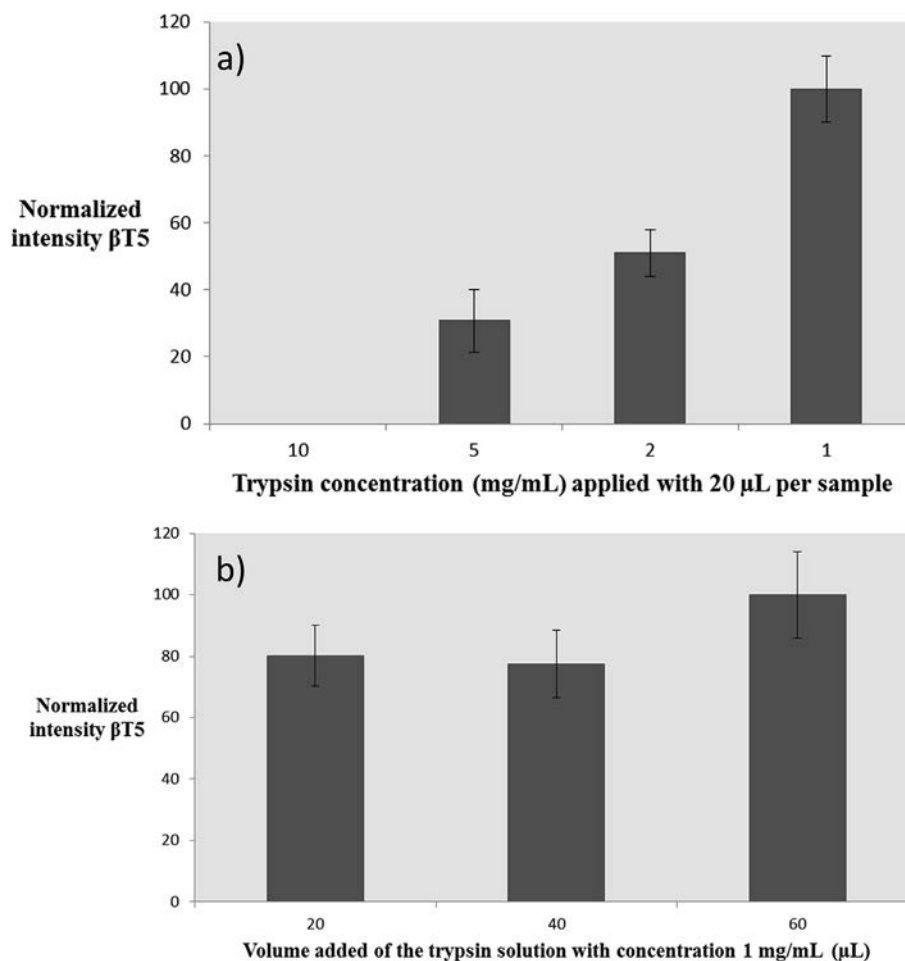 120
a)
100
80
Normalized
intensity βT5
60
40
20
0
10 5 2 1
Trypsin concentration (mg/mL) applied with 20 µL per sample
120
b)
100
80
Normalized
intensity βT5
60
40
20
0
20 40 60
Volume added of the trypsin solution with concentration 1 mg/mL (µL)